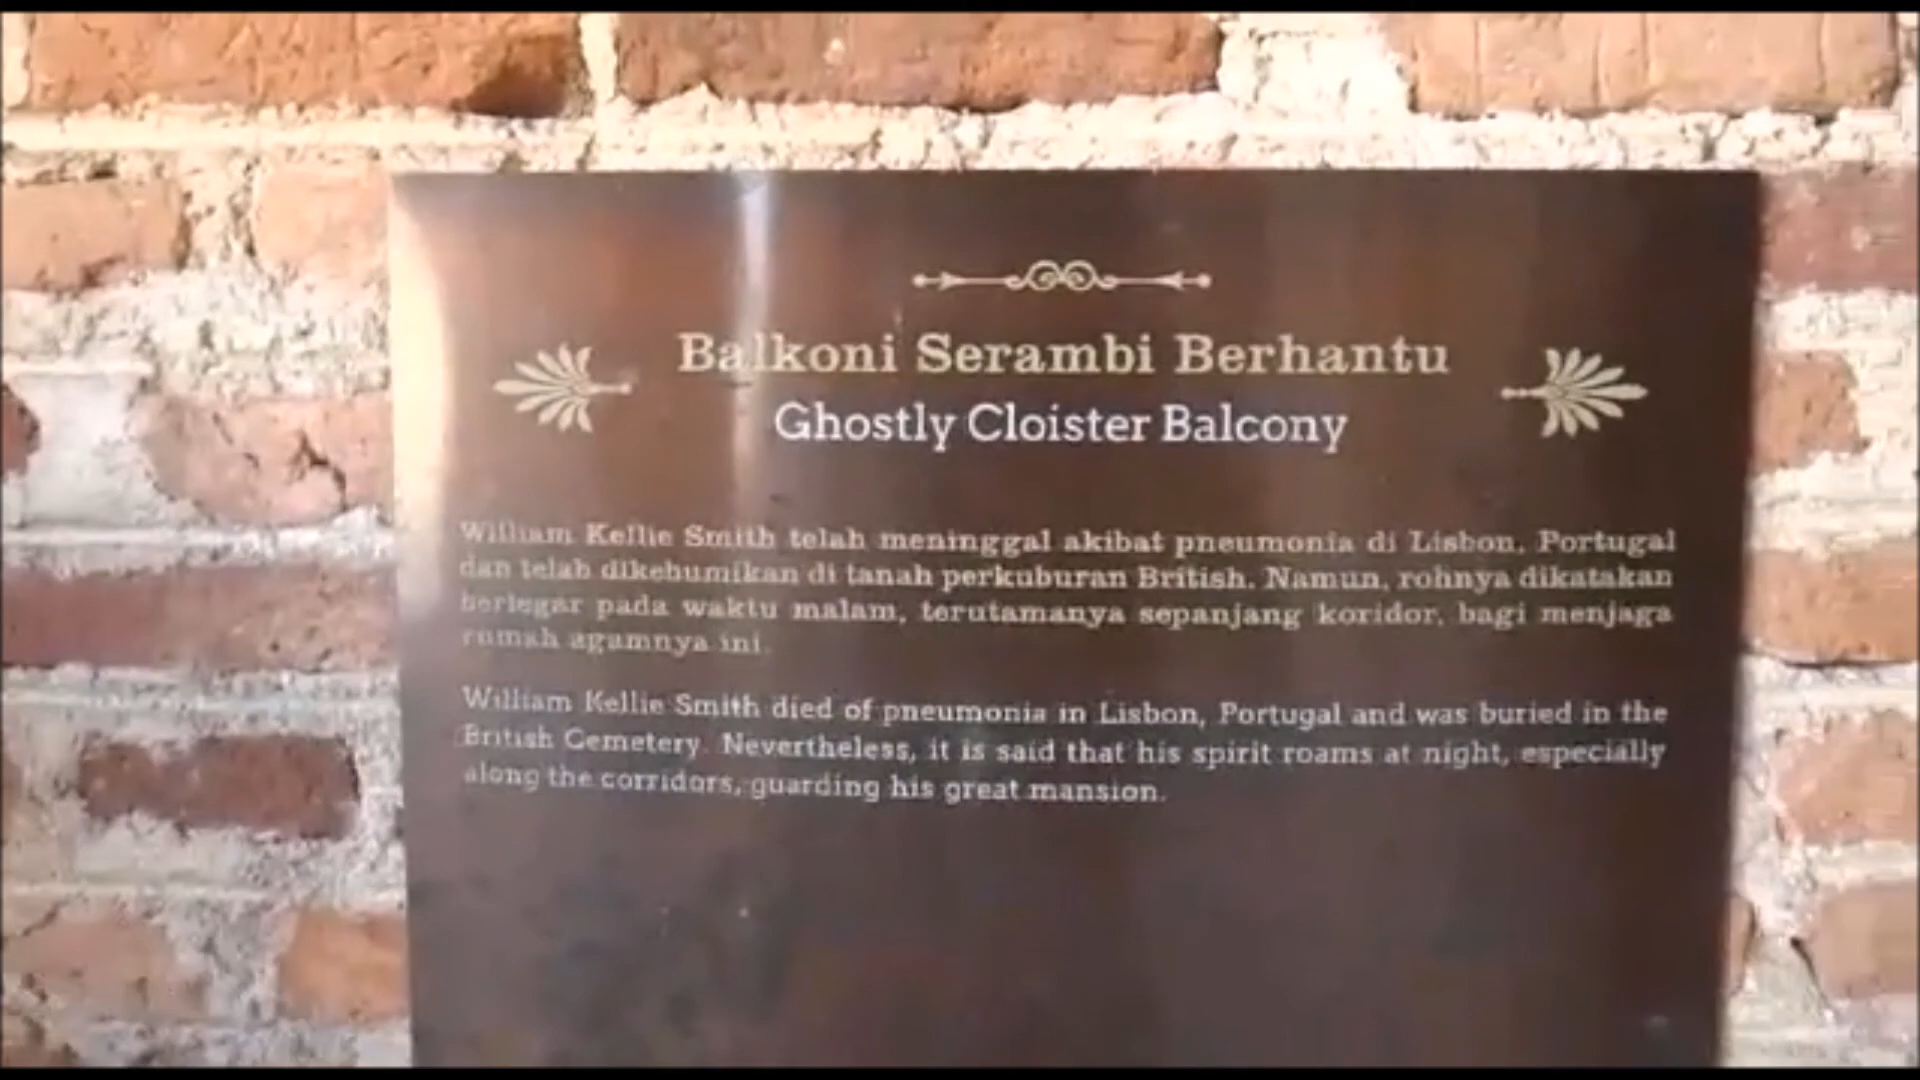 Balkoni Serambi Berhantu
Ghostly Cloister Balcony
William Kellie Smith telah meninggal akibat pneumonia di Lisbon, Portugal
dan telah dikebumikan di tanah perkuburan British. Namun, rohnya dikatakan
berlegar pada waktu malam, terutamanya sepanjang koridor, bagi menjaga
rumah agamnya ini.
William Kellie Smith died of pneumonia in Lisbon, Portugal and was buried in the
British Cemetery. Nevertheless, it is said that his spirit roams at night, especially
along the corridors, guarding his great mansion.